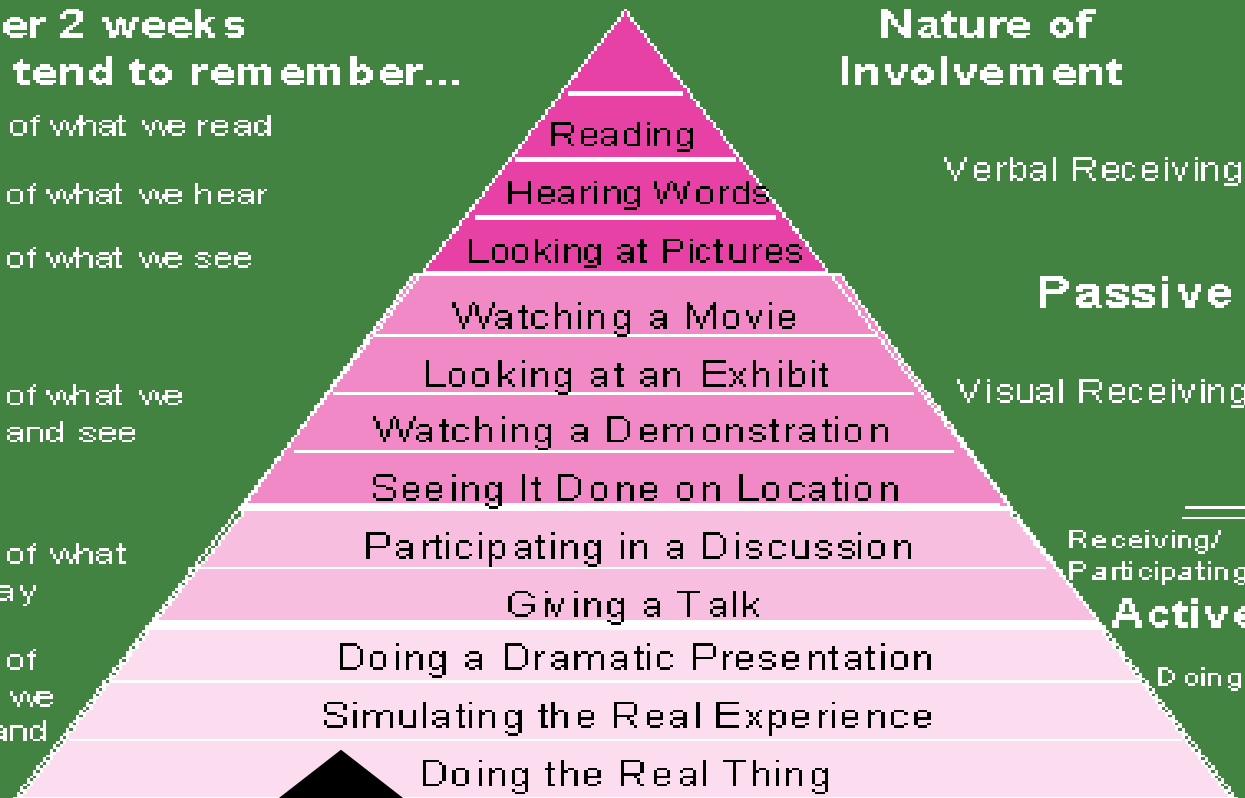 er 2 weeks
tend to remember...
of what we read
of what we hear
of what we see
of what we
and see
of what
ay
of
we
and
Reading
Hearing Words
Looking at Pictures
Watching a Movie
Looking at an Exhibit
Watching a Demonstration
Seeing It Done on Location
Participating in a Discussion
Giving a Talk
Doing a Dramatic Presentation
Simulating the Real Experience
Doing the Real Thing
Nature of
Involvement
Verbal Receiving
Passive
Visual Receiving
Receiving/
Participating
Active
Doing